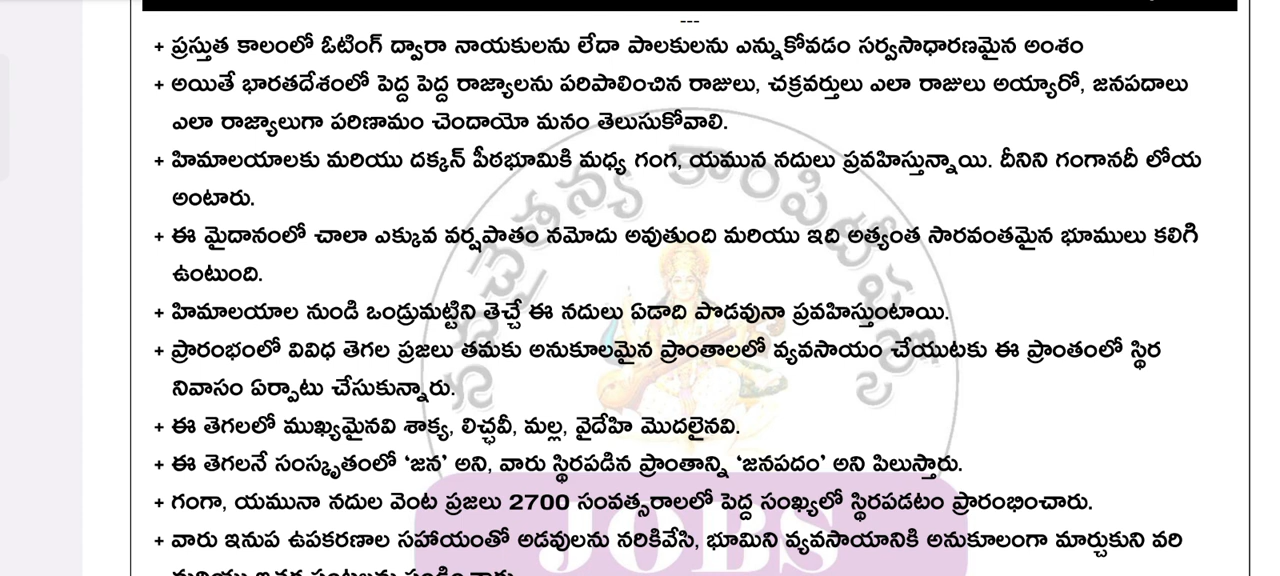 ---
+ ప్రస్తుత కాలంలో ఓటింగ్ ద్వారా నాయకులను లేదా పాలకులను ఎన్నుకోవడం సర్వసాధారణమైన అంశం
+ అయితే భారతదేశంలో పెద్ద పెద్ద రాజ్యాలను పరిపాలించిన రాజులు, చక్రవర్తులు ఎలా రాజులు అయ్యారో, జనపదాలు
ఎలా రాజ్యాలుగా పరిణామం చెందాయో మనం తెలుసుకోవాలి.
+ హిమాలయాలకు మరియు దక్కన్ పీఠభూమికి మధ్య గంగ, యమున నదులు ప్రవహిస్తున్నాయి. దీనిని గంగానదీ లోయ
అంటారు.
+ ఈ మైదానంలో చాలా ఎక్కువ వర్షపాతం నమోదు అవుతుంది మరియు ఇది అత్యంత సారవంతమైన భూములు కలిగి
ఉంటుంది.
+ హిమాలయాల నుండి ఒండ్రుమట్టిని తెచ్చే ఈ నదులు ఏడాది పొడవునా ప్రవహిస్తుంటాయి.
+ ప్రారంభంలో వివిధ తెగల ప్రజలు తమకు అనుకూలమైన ప్రాంతాలలో వ్యవసాయం చేయుటకు ఈ ప్రాంతంలో స్థిర
నివాసం ఏర్పాటు చేసుకున్నారు.
+ ఈ తెగలలో ముఖ్యమైనవి శాక్య, లిచ్ఛవీ, మల్ల, వైదేహి మొదలైనవి.
+ ఈ తెగలనే సంస్కృతంలో ‘జన’ అని, వారు స్థిరపడిన ప్రాంతాన్ని ‘జనపదం’ అని పిలుస్తారు.
+ గంగా, యమునా నదుల వెంట ప్రజలు 2700 సంవత్సరాలలో పెద్ద సంఖ్యలో స్థిరపడటం ప్రారంభించారు.
+ వారు ఇనుప ఉపకరణాల సహాయంతో అడవులను నరికివేసి, భూమిని వ్యవసాయానికి అనుకూలంగా మార్చుకుని వరి
JOBS